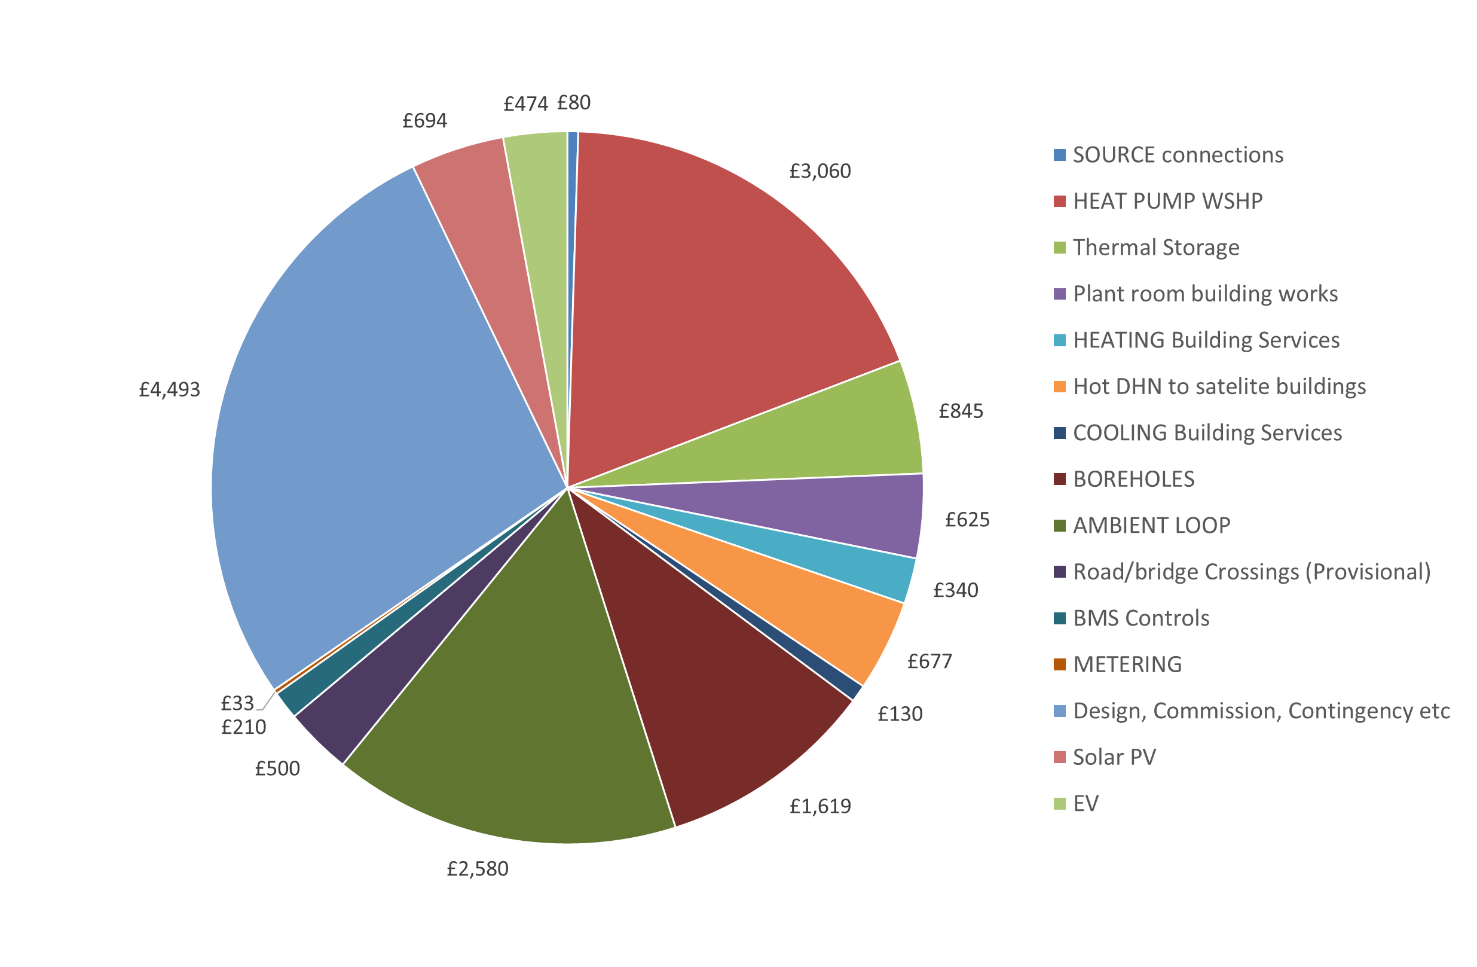 £474 £80
£694
£3,060
£4,493
£845
£625
£340
£677
£33
£130
£210
£500
£1,619
£2,580
SOURCE connections
HEAT PUMP WSHP
Thermal Storage
Plant room building works
HEATING Building Services
Hot DHN to satelite buildings
COOLING Building Services
BOREHOLES
AMBIENT LOOP
Road/bridge Crossings (Provisional)
BMS Controls
METERING
Design, Commission, Contingency etc
Solar PV
EV